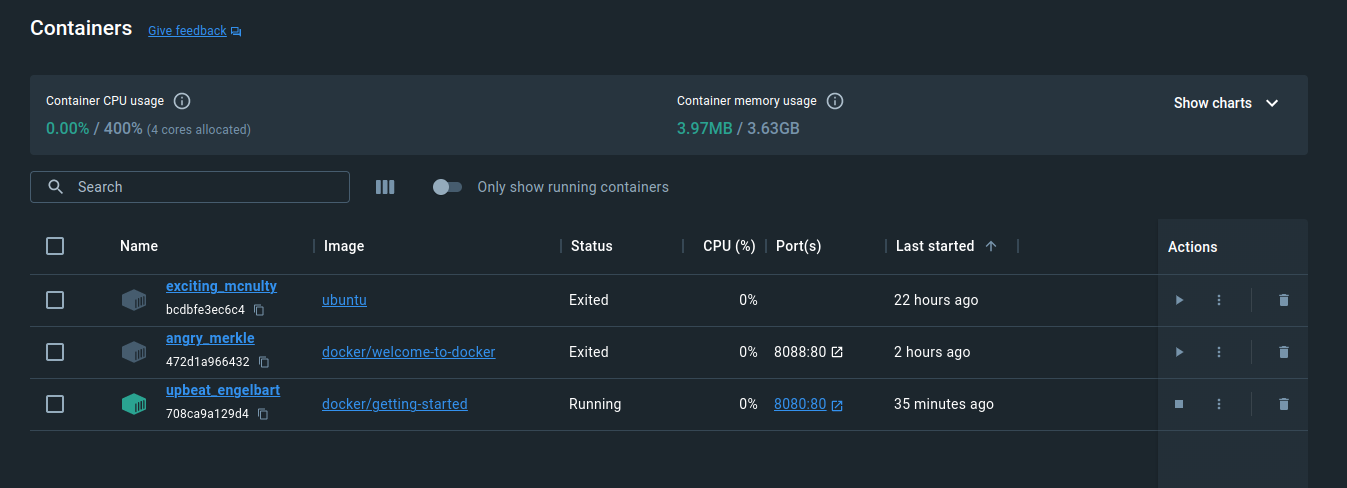 Containers Give feedback
Container CPU usage Container memory usage Show charts
0.00% / 400% (4 cores allocated) 3.97MB / 3.63GB
Search Only show running containers
Name Image Status CPU (%) Port(s) Last started Actions
exciting_mcnulty
bcdbfe3ec6c4 ubuntu Exited 0% 22 hours ago
angry_merkle
472d1a966432 docker/welcome-to-docker Exited 0% 8088:80 2 hours ago
upbeat_engelbart
708ca9a129d4 docker/getting-started Running 0% 8080:80 35 minutes ago